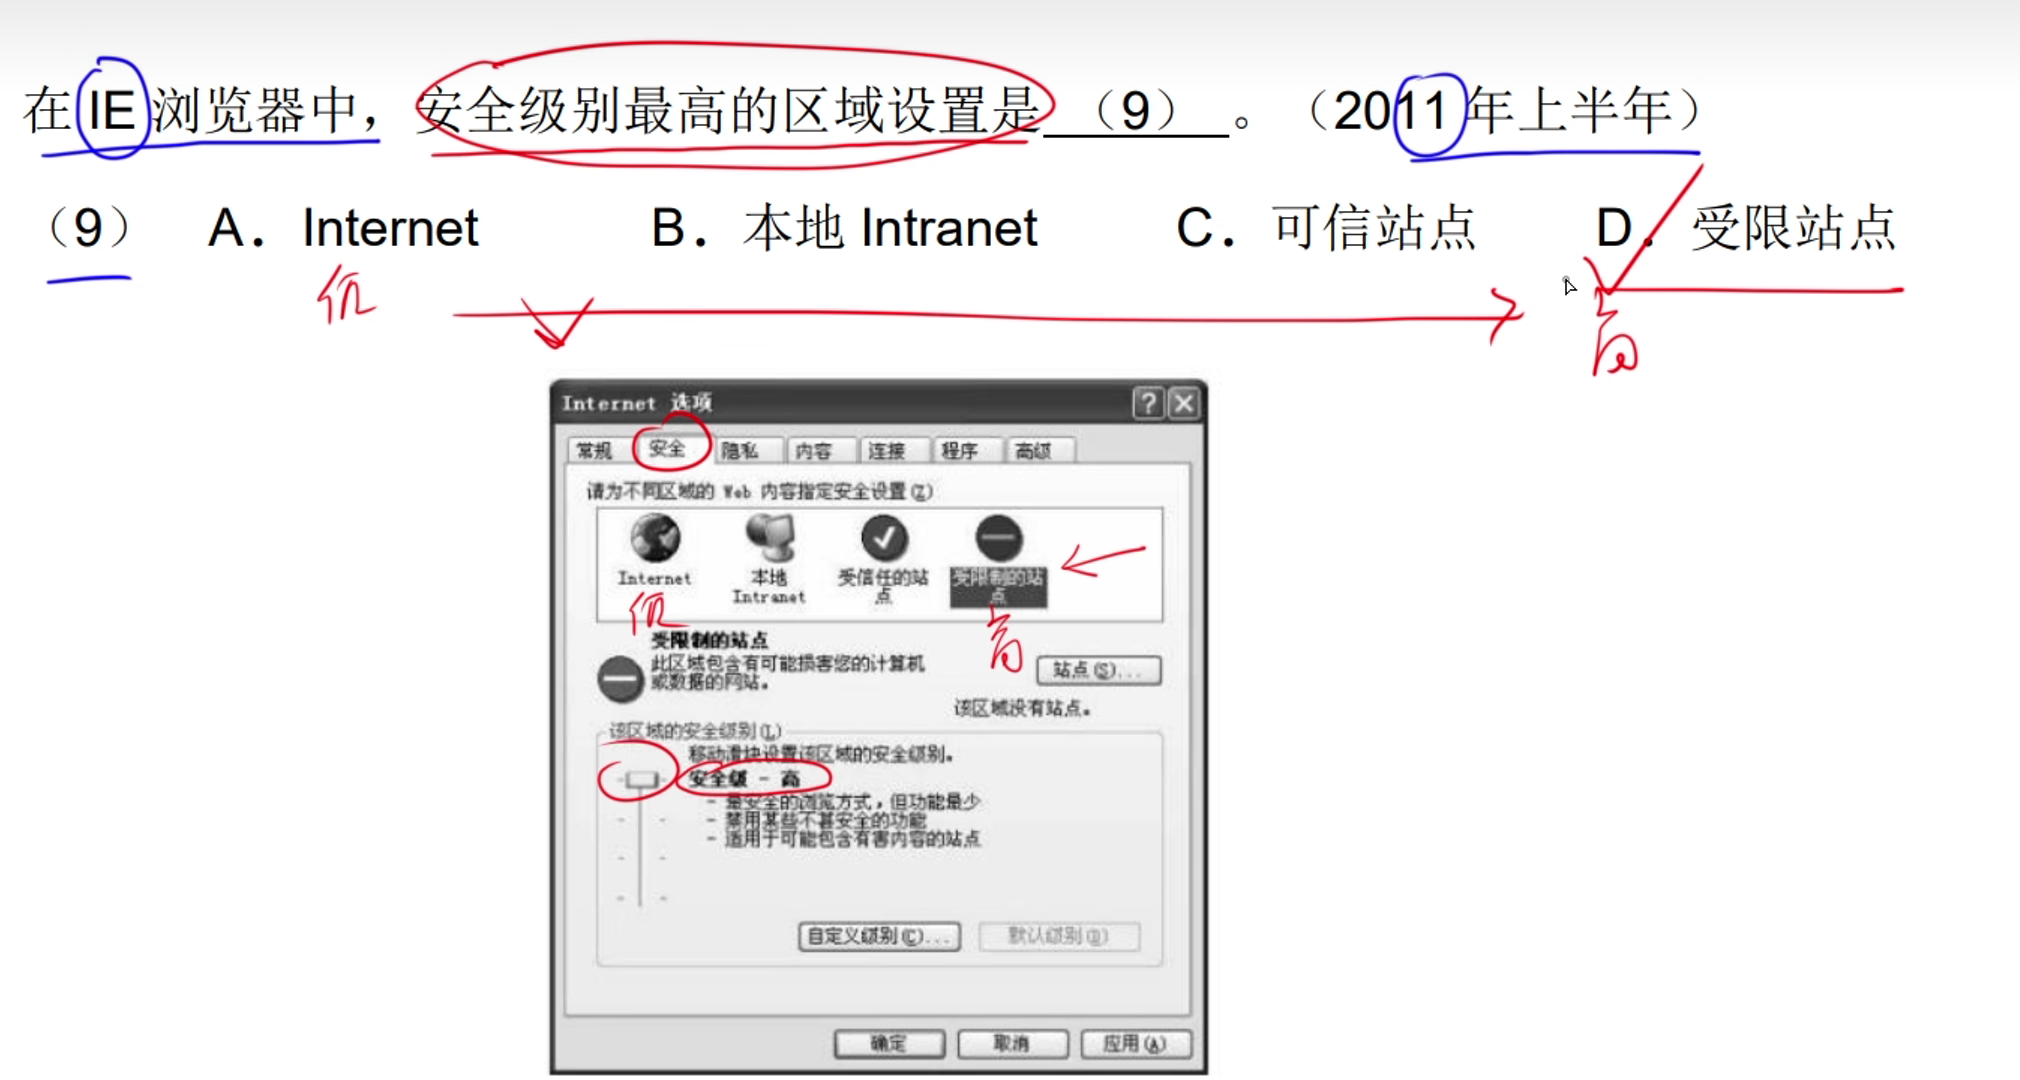 在IE浏览器中，安全级别最高的区域设置是（9）。（2011年上半年）
（9） A．Internet B．本地 Intranet C．可信站点 D．受限站点
低
高
Internet 选项
常规 安全 隐私 内容 连接 程序 高级
请为不同区域的 Web 内容指定安全设置(Z)
Internet 本地 Intranet 受信任的站点 受限制的站点
低
高
受限制的站点
此区域包含有可能损害您的计算机
或数据的网站。
站点(S)...
该区域没有站点。
该区域的安全级别(L)
移动滑块设置该区域的安全级别。
安全级 - 高
- 最安全的浏览方式，但功能最少
- 禁用某些不甚安全的功能
- 适用于可能包含有害内容的站点
自定义级别(C)... 默认级别(D)
确定 取消 应用(A)